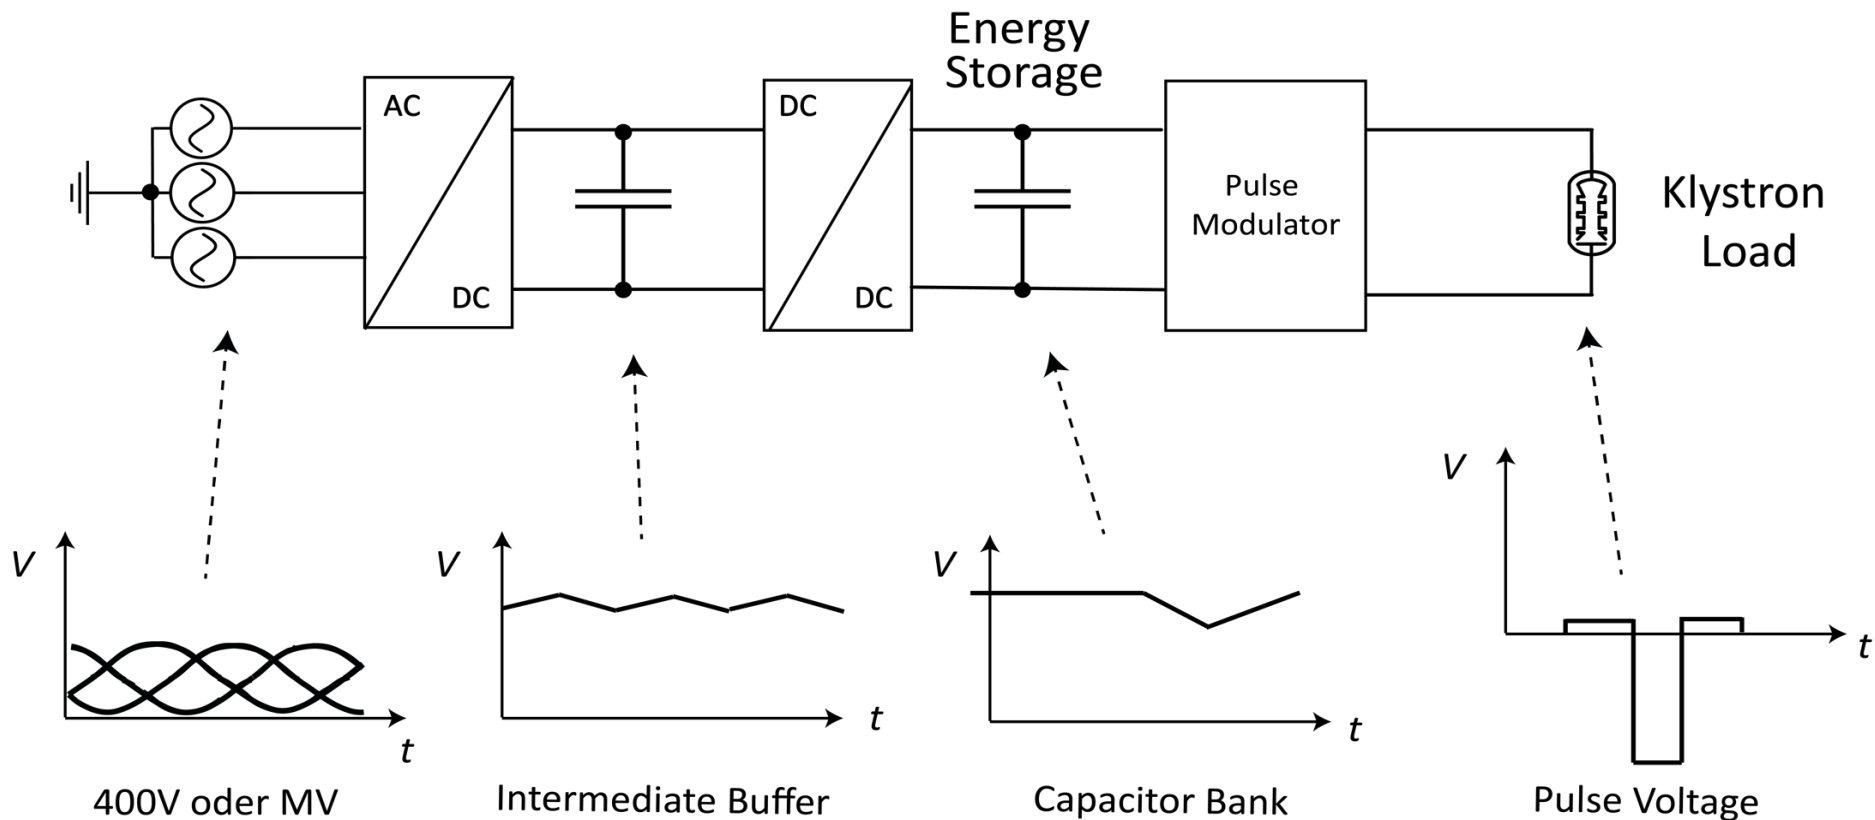 Energy
Storage
AC
DC
DC
DC
Pulse
Modulator
Klystron
Load
V
t
400V oder MV
V
t
Intermediate Buffer
V
t
Capacitor Bank
V
t
Pulse Voltage